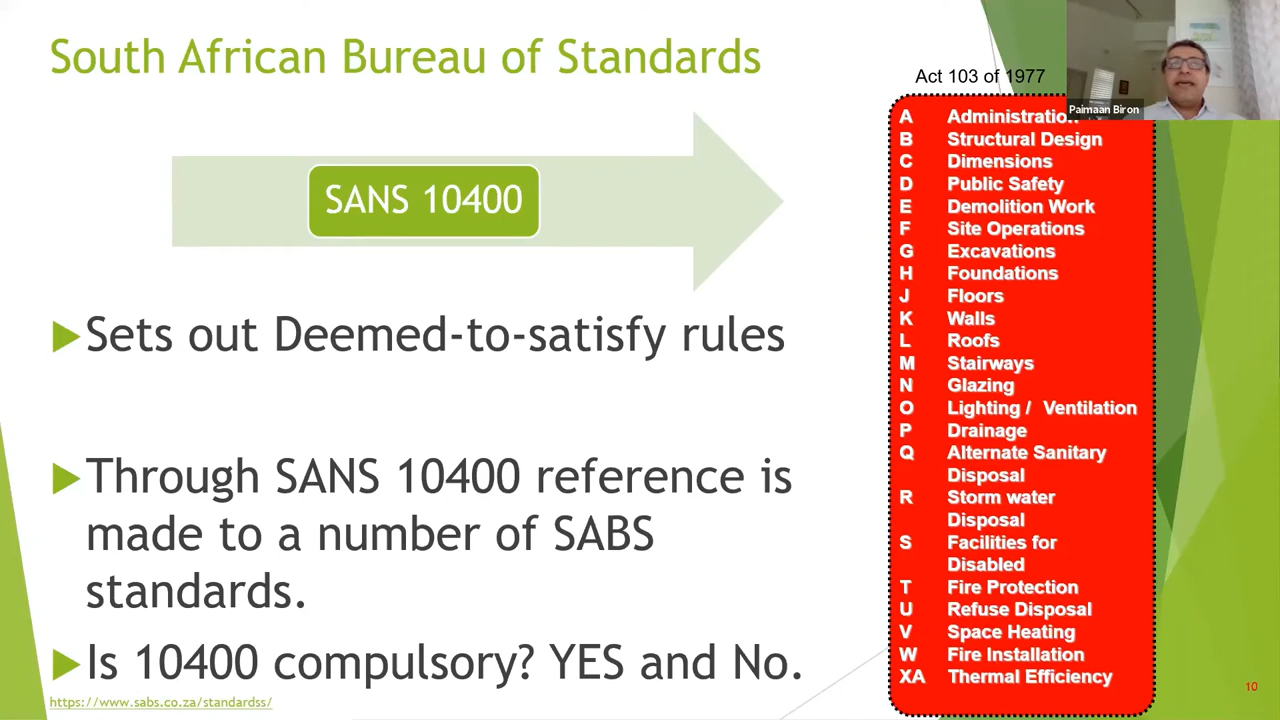 South African Bureau of Standards
SANS 10400
Sets out Deemed-to-satisfy rules
Through SANS 10400 reference is
made to a number of SABS
standards.
Is 10400 compulsory? YES and No.
https://www.sabs.co.za/standardss/
Act 103 of 1977
Paimaan Biron
A Administration
B Structural Design
C Dimensions
D Public Safety
E Demolition Work
F Site Operations
G Excavations
H Foundations
J Floors
K Walls
L Roofs
M Stairways
N Glazing
O Lighting / Ventilation
P Drainage
Q Alternate Sanitary
Disposal
R Storm water
Disposal
S Facilities for
Disabled
T Fire Protection
U Refuse Disposal
V Space Heating
W Fire Installation
XA Thermal Efficiency
10